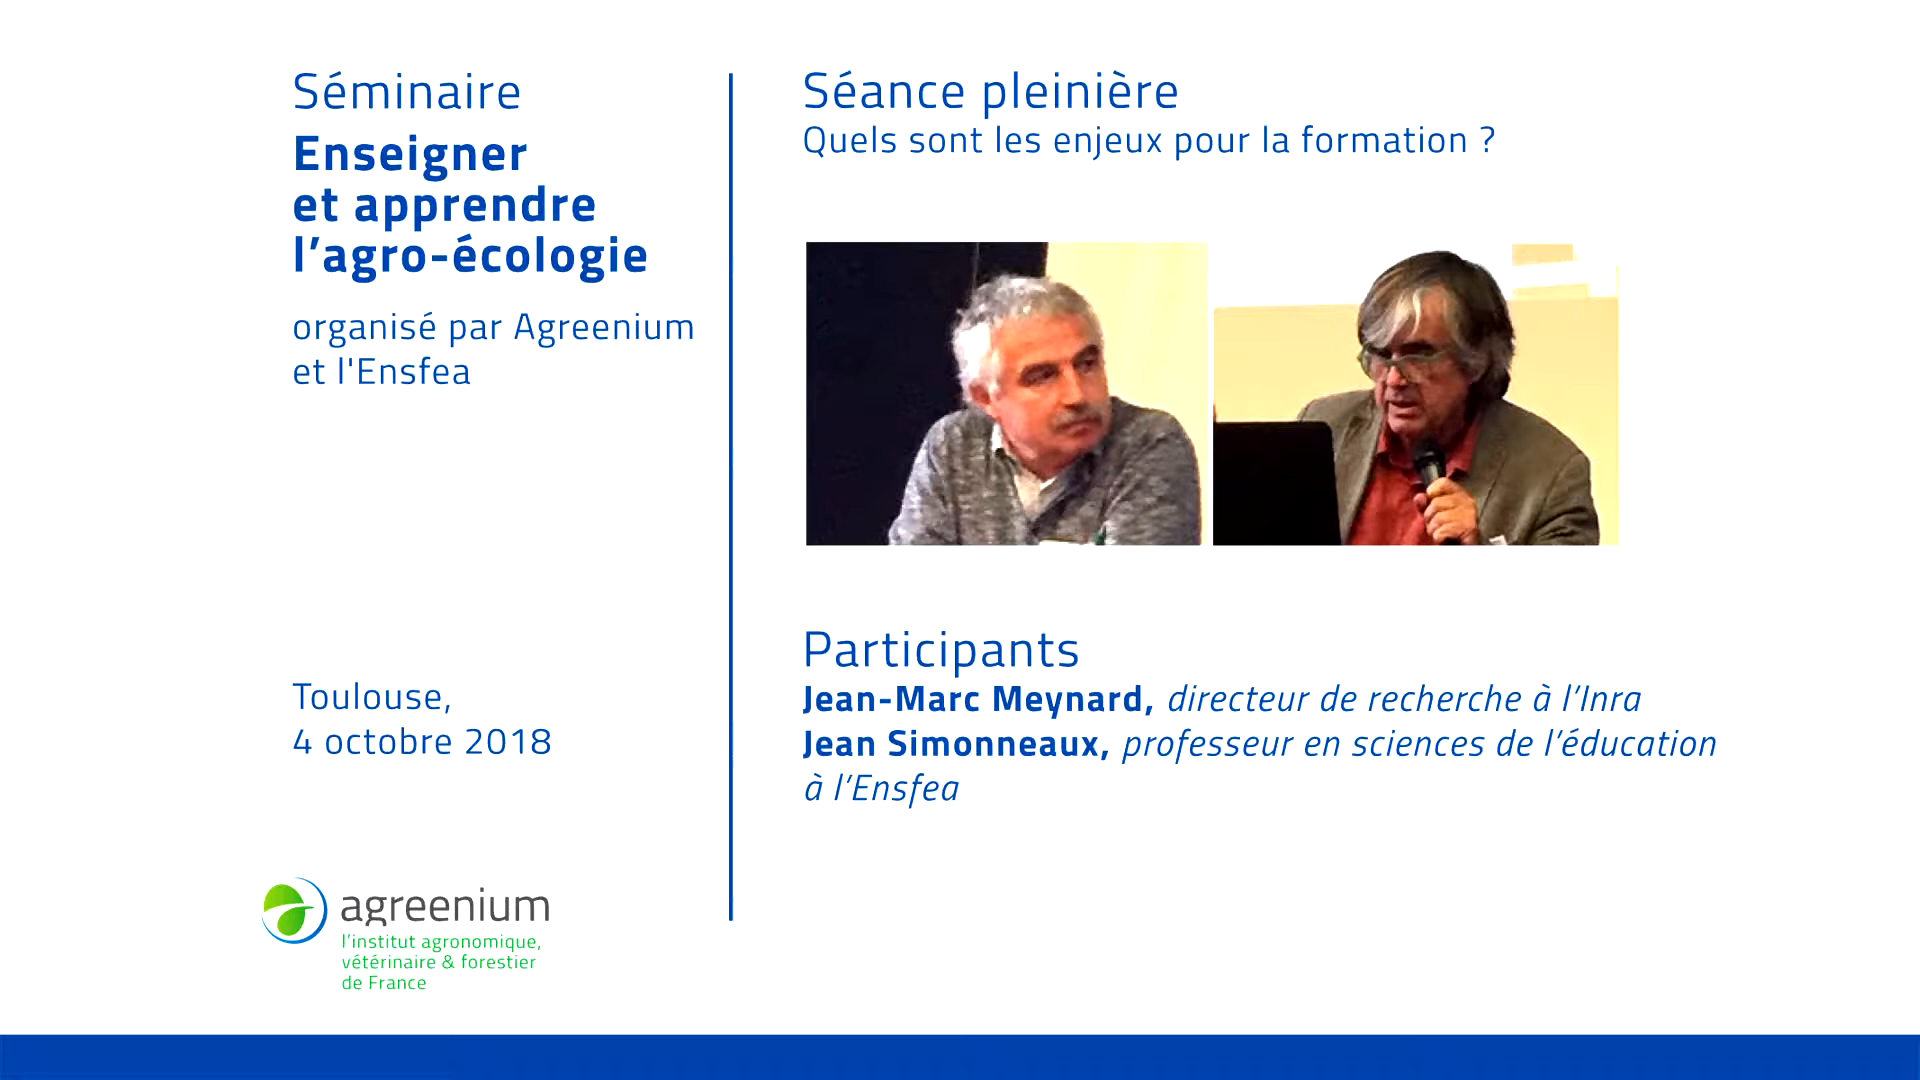 Séminaire
Enseigner
et apprendre
l’agro-écologie
organisé par Agreenium
et l'Ensfea
Toulouse,
4 octobre 2018
agreenium
l’institut agronomique,
vétérinaire & forestier
de France
Séance pleinière
Quels sont les enjeux pour la formation ?
Participants
Jean-Marc Meynard, directeur de recherche à l’Inra
Jean Simonneaux, professeur en sciences de l’éducation
à l’Ensfea